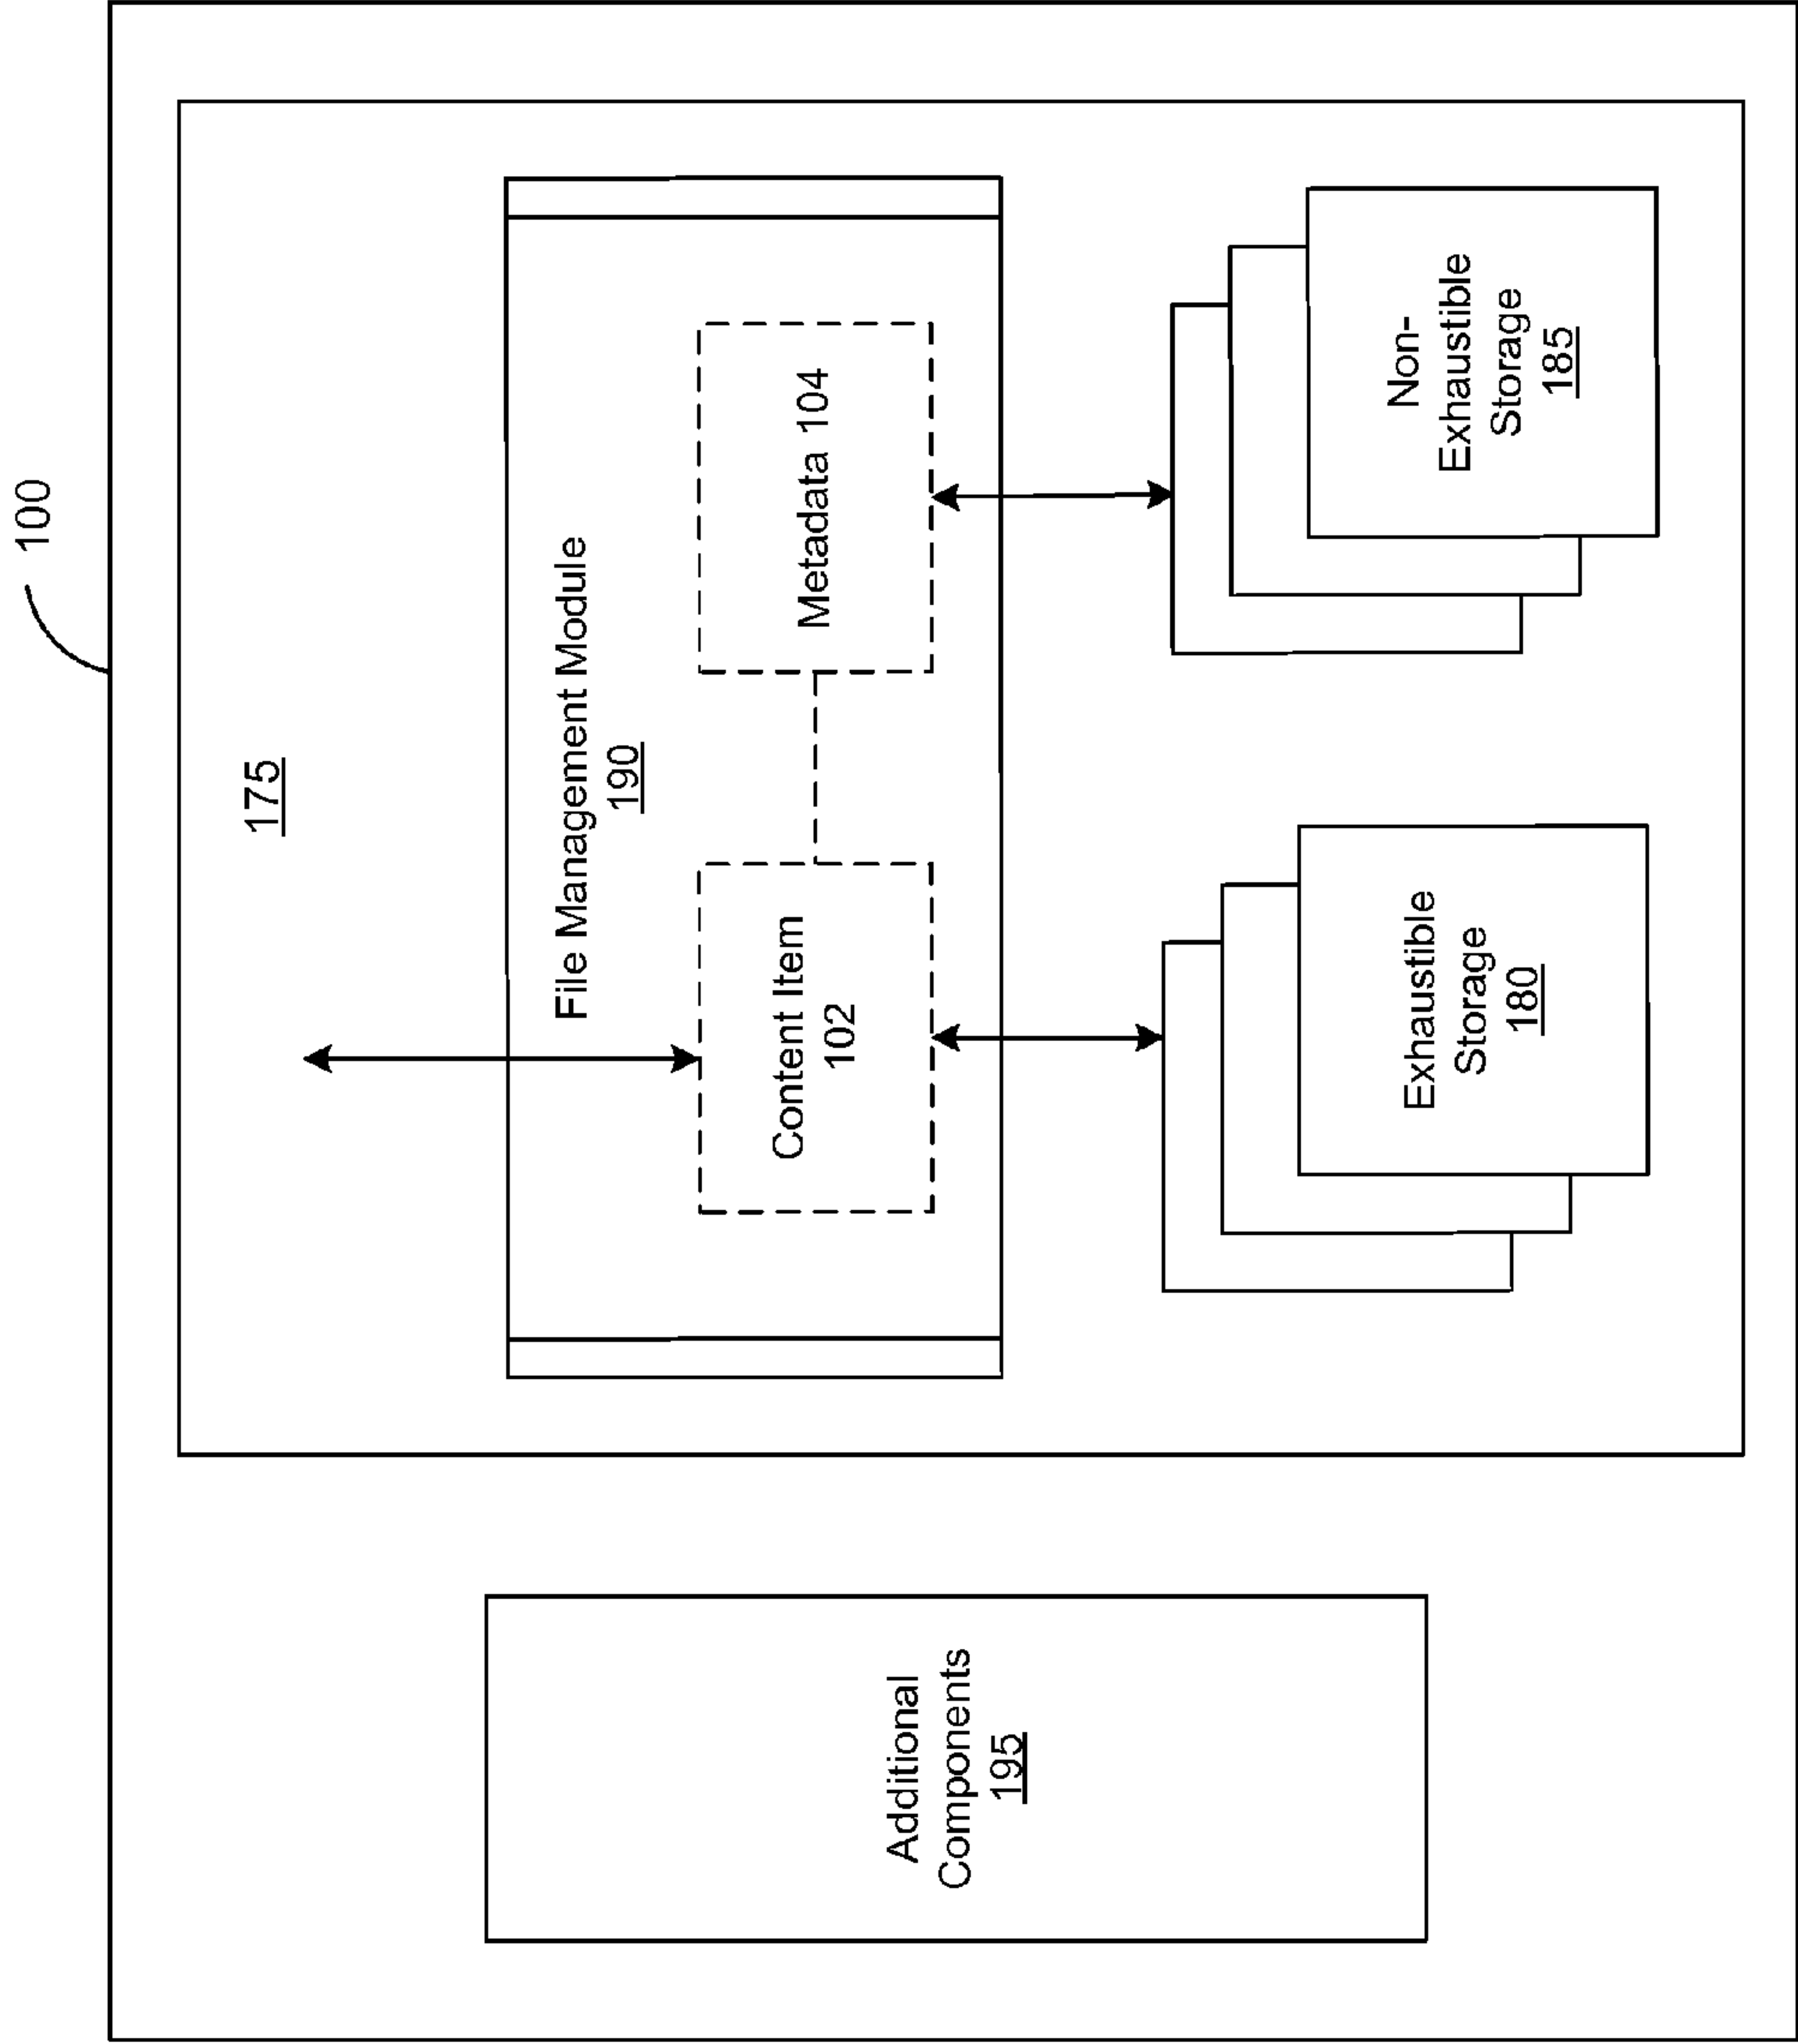 100
175
File Management Module
190
Content Item
102
Metadata 104
Exhaustible
Storage
180
Non-
Exhaustible
Storage
185
Additional
Components
195